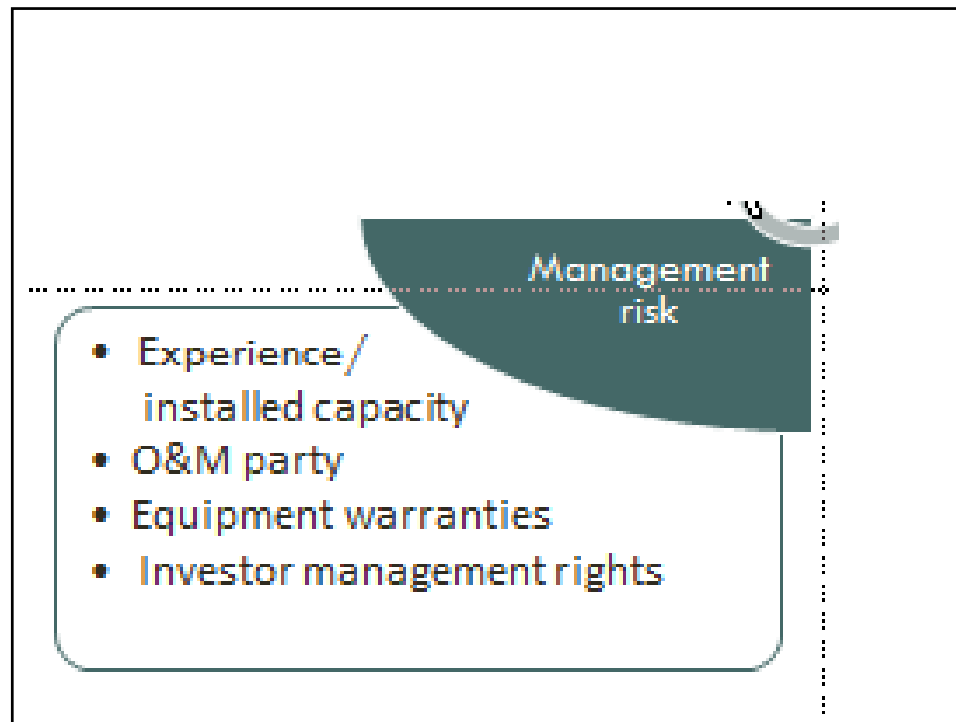 Management
risk
• Experience/
installed capacity
• O&M party
• Equipment warranties
• Investor management rights